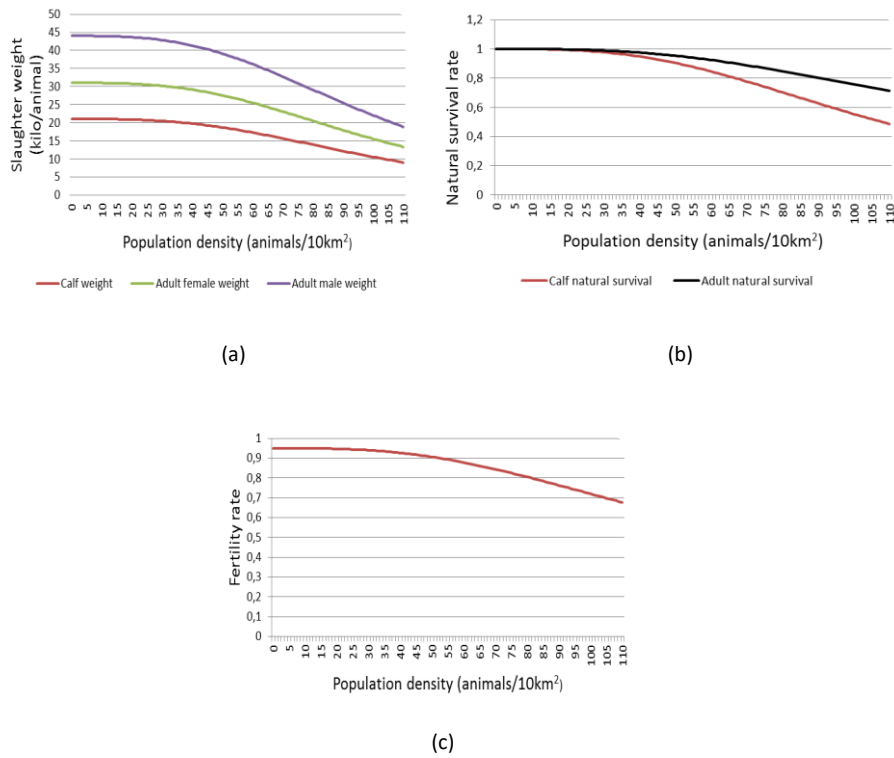 50
45
40
35
30
25
20
15
10
5
0
Slaughter weight
(kilo/animal)
0 5 10 15 20 25 30 35 40 45 50 55 60 65 70 75 80 85 90 95 100 105 110
Population density (animals/10km²)
Calf weight Adult female weight Adult male weight
(a)
1,2
1
0,8
0,6
0,4
0,2
0
Natural survival rate
0 5 10 15 20 25 30 35 40 45 50 55 60 65 70 75 80 85 90 95 100 105 110
Population density (animals/10km²)
Calf natural survival Adult natural survival
(b)
1
0,9
0,8
0,7
0,6
0,5
0,4
0,3
0,2
0,1
0
Fertility rate
0 5 10 15 20 25 30 35 40 45 50 55 60 65 70 75 80 85 90 95 100 105 110
Population density (animals/10km²)
(c)